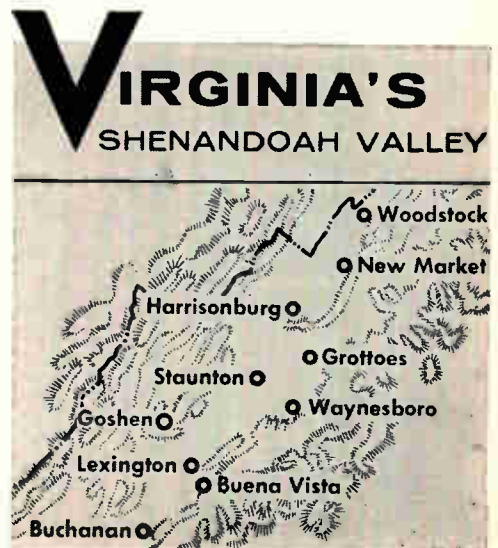 VIRGINIA'S
SHENANDOAH VALLEY
Woodstock
New Market
Harrisonburg
Grottoes
Staunton
Waynesboro
Goshen
Lexington
Buena Vista
Buchanan